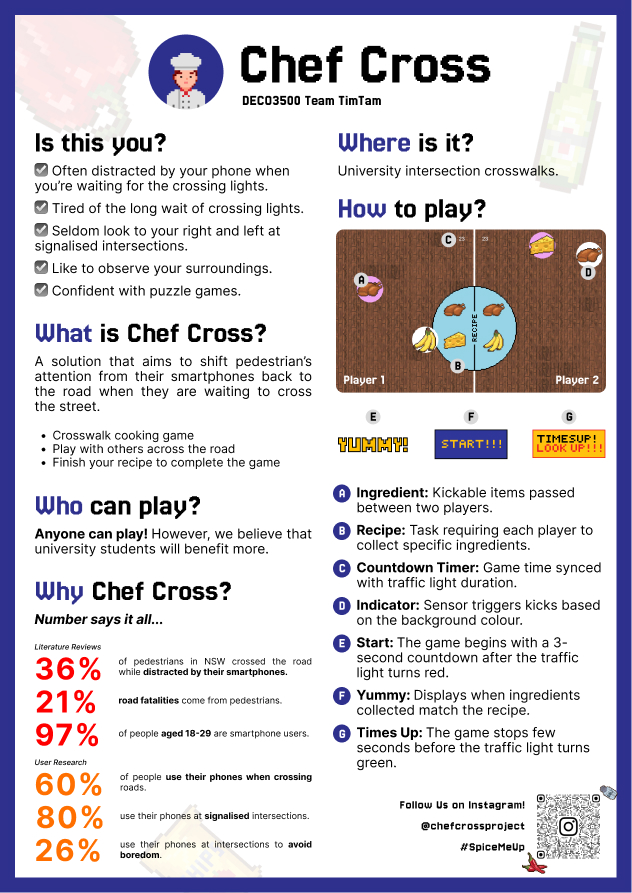 Chef Cross
DECO3500 Team TimTam
Is this you?
Often distracted by your phone when
you're waiting for the crossing lights.
Tired of the long wait of crossing lights.
Seldom look to your right and left at
signalised intersections.
Like to observe your surroundings.
Confident with puzzle games.
What is Chef Cross?
A solution that aims to shift pedestrian's
attention from their smartphones back to
the road when they are waiting to cross
the street.
• Crosswalk cooking game
• Play with others across the road
• Finish your recipe to complete the game
Who can play?
Anyone can play! However, we believe that
university students will benefit more.
Why Chef Cross?
Number says it all...
Literature Reviews
36% of pedestrians in NSW crossed the road
while distracted by their smartphones.
21% road fatalities come from pedestrians.
97% of people aged 18-29 are smartphone users.
User Research
60% of people use their phones when crossing
roads.
80% use their phones at signalised intersections.
26% use their phones at intersections to avoid
boredom.
Where is it?
University intersection crosswalks.
How to play?
C 23 23
A
D
RECIPE
B
Player 1 Player 2
E F G
YUMMY! START!!! TIMESUP!
LOOK UP!!!
A Ingredient: Kickable items passed
between two players.
B Recipe: Task requiring each player to
collect specific ingredients.
C Countdown Timer: Game time synced
with traffic light duration.
D Indicator: Sensor triggers kicks based
on the background colour.
E Start: The game begins with a 3-
second countdown after the traffic
light turns red.
F Yummy: Displays when ingredients
collected match the recipe.
G Times Up: The game stops few
seconds before the traffic light turns
green.
Follow Us on Instagram!
@chefcrossproject
#SpiceMeUp